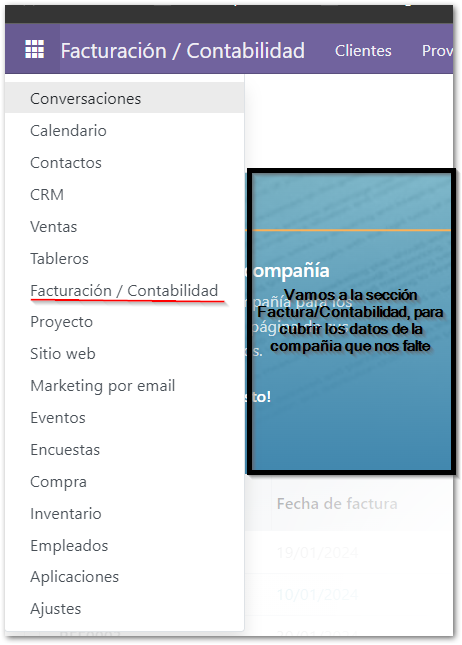 Facturación / Contabilidad Clientes Prov
Conversaciones
Calendario
Contactos
CRM
Ventas
Tableros
Facturación / Contabilidad
Proyecto
Sitio web
Marketing por email
Eventos
Encuestas
Compra
Inventario
Empleados
Aplicaciones
Ajustes
compañía
Vamos a la sección
Factura/Contabilidad, para
cubrir los datos de la
compañia que nos falte
sto!
Fecha de factura
19/01/2024
10/01/2024